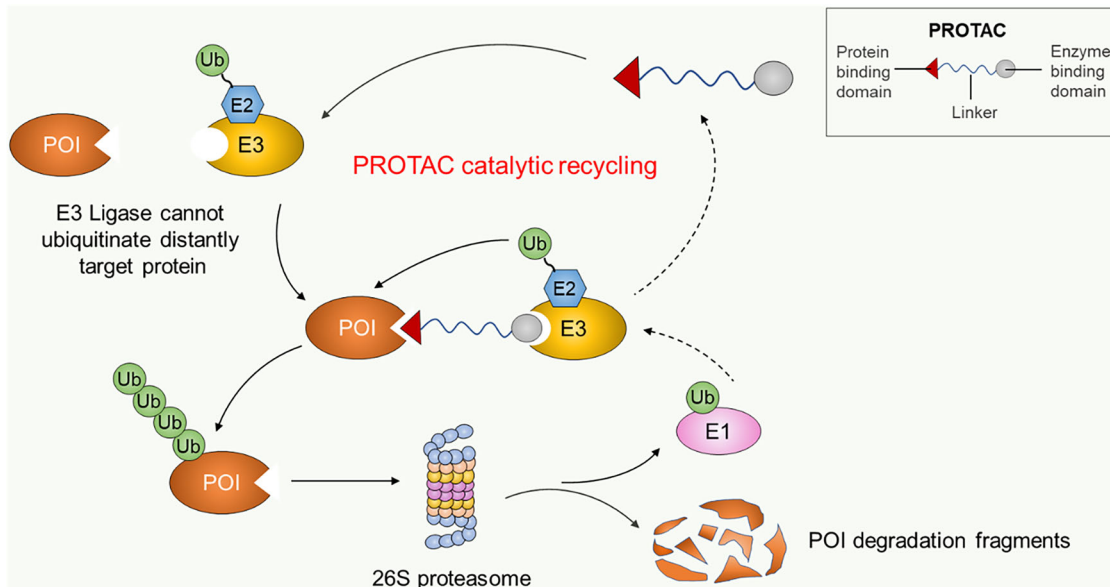 PROTAC
Protein
binding
domain
Enzyme
binding
domain
Linker
Ub
E2
POI
E3
PROTAC catalytic recycling
E3 Ligase cannot
ubiquitinate distantly
target protein
Ub
E2
POI
E3
Ub
Ub
Ub
Ub
POI
Ub
E1
POI degradation fragments
26S proteasome